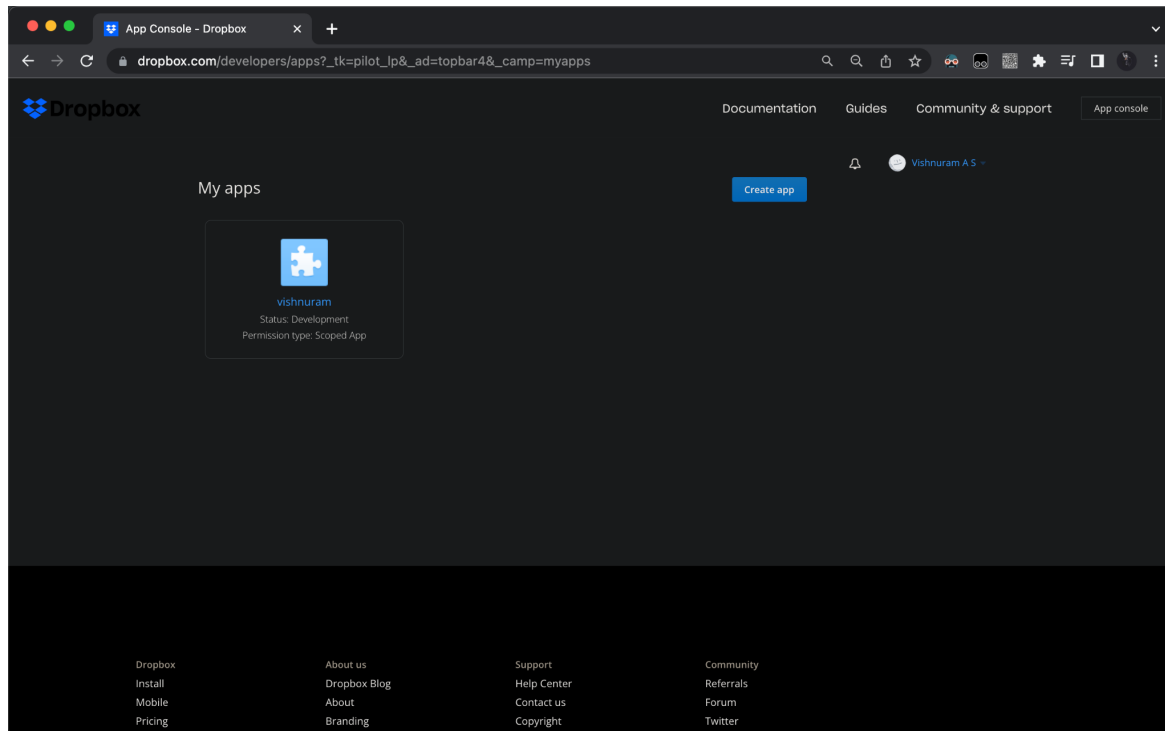 App Console - Dropbox
dropbox.com/developers/apps?_tk=pilot_lp&_ad=topbar4&_camp=myapps
Dropbox
Documentation Guides Community & support App console
Vishnuram A S
My apps
Create app
vishnuram
Status: Development
Permission type: Scoped App
Dropbox About us Support Community
Install Dropbox Blog Help Center Referrals
Mobile About Contact us Forum
Pricing Branding Copyright Twitter